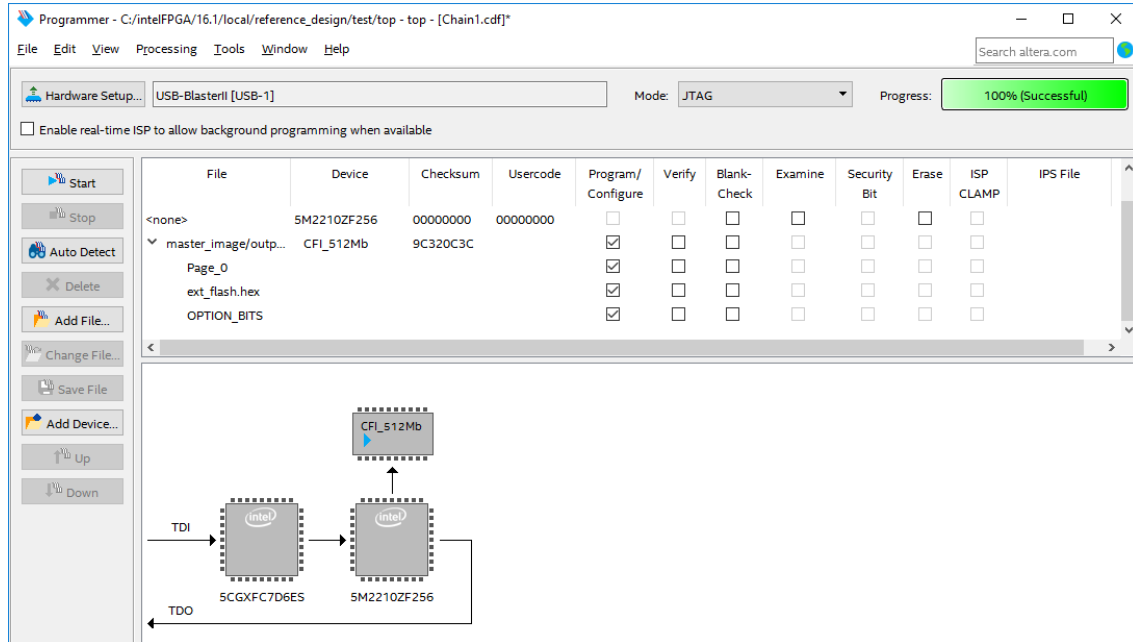 Programmer - C:/intelFPGA/16.1/local/reference_design/test/top - top - [Chain1.cdf]*
File Edit View Processing Tools Window Help
Search altera.com
Hardware Setup... USB-BlasterII [USB-1] Mode: JTAG Progress: 100% (Successful)
Enable real-time ISP to allow background programming when available
Start
Stop
Auto Detect
Delete
Add File...
Change File...
Save File
Add Device...
Up
Down
File Device Checksum Usercode Program/ Verify Blank- Examine Security Erase ISP IPS File
Configure Check Bit CLAMP
<none> 5M2210ZF256 00000000 00000000
master_image/outp... CFI_512Mb 9C320C3C
Page_0
ext_flash.hex
OPTION_BITS
CFI_512Mb
intel intel
TDI
5CGXFC7D6ES 5M2210ZF256
TDO